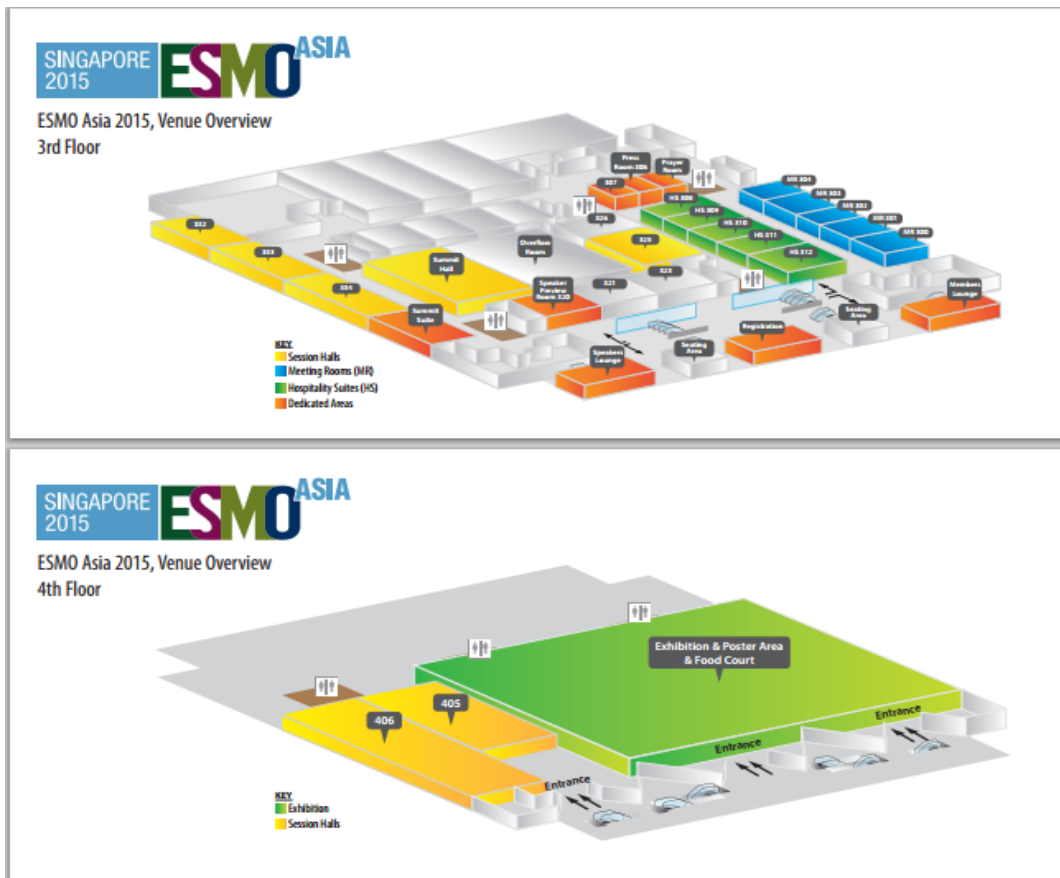 SINGAPORE
2015
ESMO
ASIA
ESMO Asia 2015, Venue Overview
3rd Floor
Press
Room 306
Prayer
Room
307
MR 304
MR 303
MR 302
MR 301
MR 300
HS 308
HS 309
HS 310
HS 311
HS 312
326
325
323
321
332
333
334
Overflow
Room
Summit
Hall
Speaker
Preview
Room 320
Summit
Suite
Members
Lounge
Seating
Area
Registration
Seating
Area
Speakers
Lounge
KEY
Session Halls
Meeting Rooms (MR)
Hospitality Suites (HS)
Dedicated Areas
SINGAPORE
2015
ESMO
ASIA
ESMO Asia 2015, Venue Overview
4th Floor
Exhibition & Poster Area
& Food Court
405
406
Entrance
Entrance
Entrance
KEY
Exhibition
Session Halls